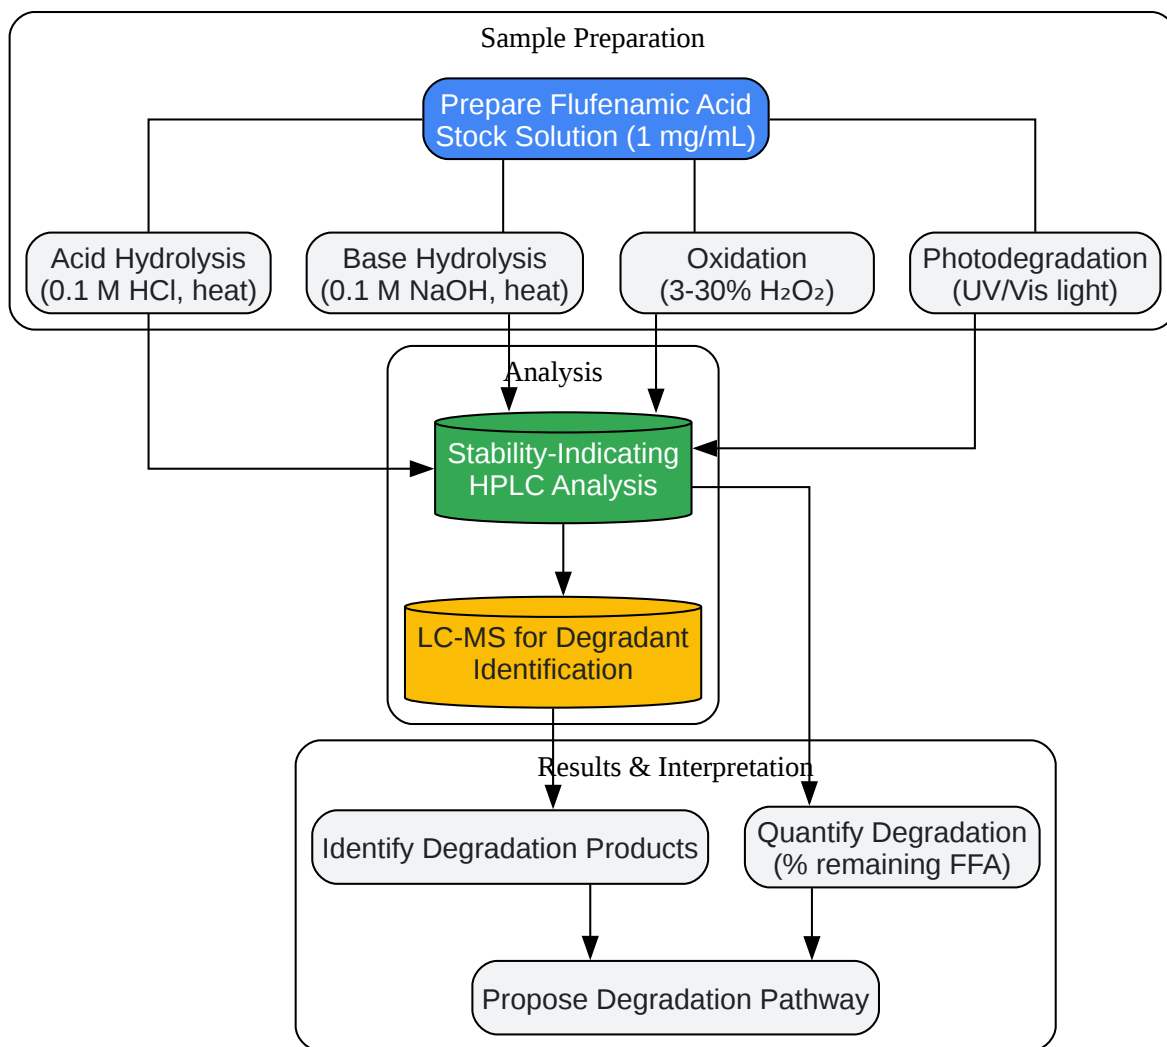 Sample Preparation
Prepare Flufenamic Acid
Stock Solution (1 mg/mL)
Acid Hydrolysis
(0.1 M HCl, heat)
Base Hydrolysis
(0.1 M NaOH, heat)
Oxidation
(3-30% H₂O₂)
Photodegradation
(UV/Vis light)
Analysis
Stability-Indicating
HPLC Analysis
LC-MS for Degradant
Identification
Results & Interpretation
Identify Degradation Products
Quantify Degradation
(% remaining FFA)
Propose Degradation Pathway